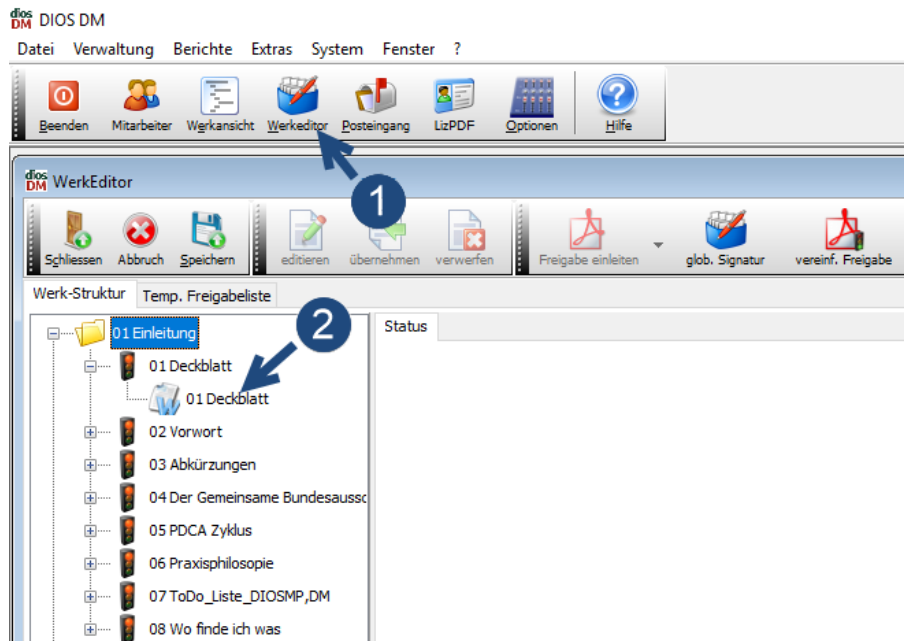 dios DM DIOS DM
Datei Verwaltung Berichte Extras System Fenster ?
Beenden Mitarbeiter Werkansicht Werkeditor Posteingang LizPDF Optionen Hilfe
1
dios DM WerkEditor
Schliessen Abbruch Speichern editieren übernehmen verwerfen Freigabe einleiten glob. Signatur vereinf. Freigabe
Werk-Struktur Temp. Freigabeliste
2
01 Einleitung Status
01 Deckblatt
01 Deckblatt
02 Vorwort
03 Abkürzungen
04 Der Gemeinsame Bundesaussc
05 PDCA Zyklus
06 Praxisphilosopie
07 ToDo_Liste_DIOSMP,DM
08 Wo finde ich was